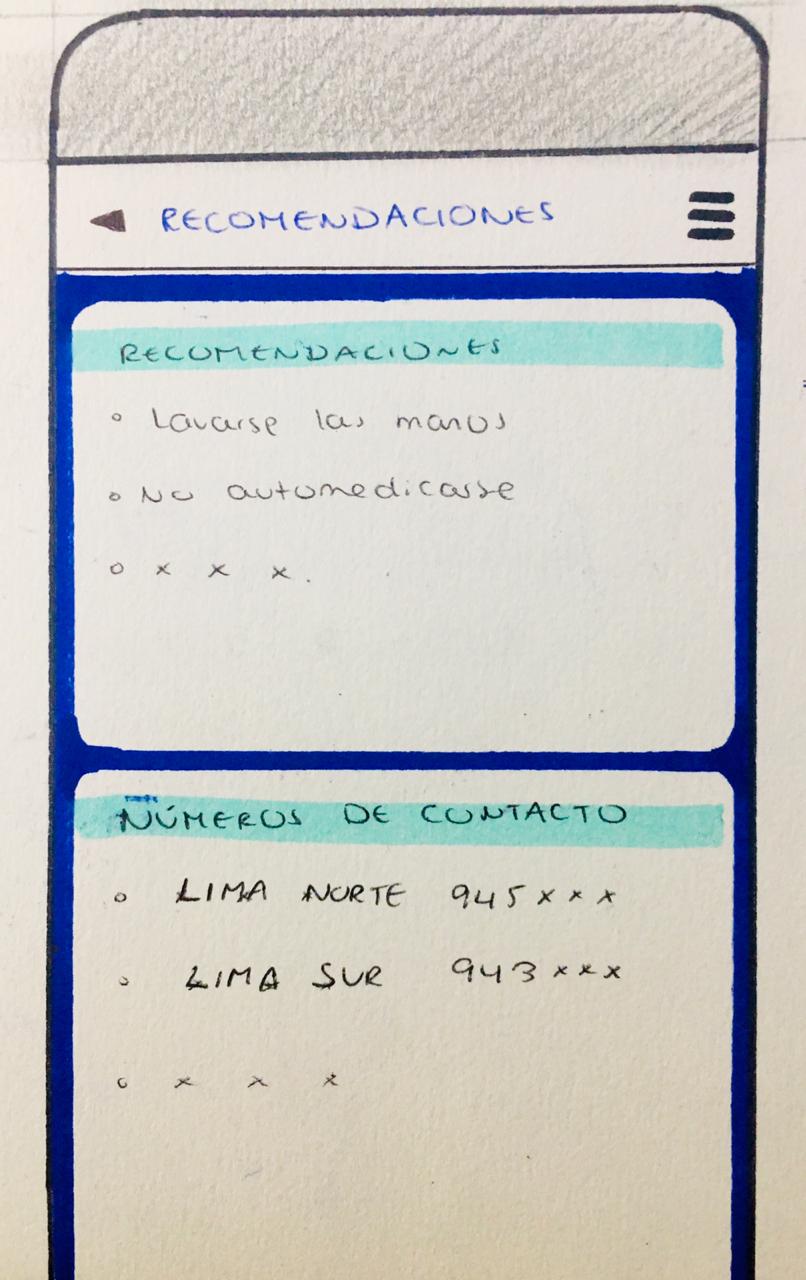 RECOMENDACIONES
RECOMENDACIONES
Lavarse las manos
No automedicarse
x x x.
NÚMEROS DE CONTACTO
LIMA NORTE 945xxx
LIMA SUR 943xxx
x x x